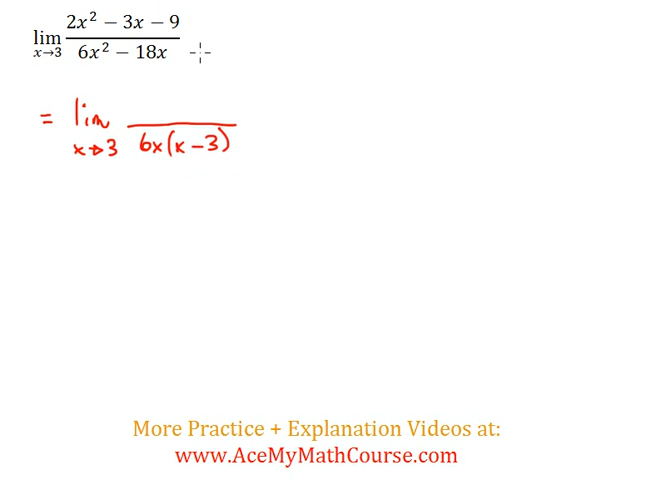 lim x→3 (2x² − 3x − 9)/(6x² − 18x)
= lim x→3 /(6x(x − 3))
More Practice + Explanation Videos at:
www.AceMyMathCourse.com